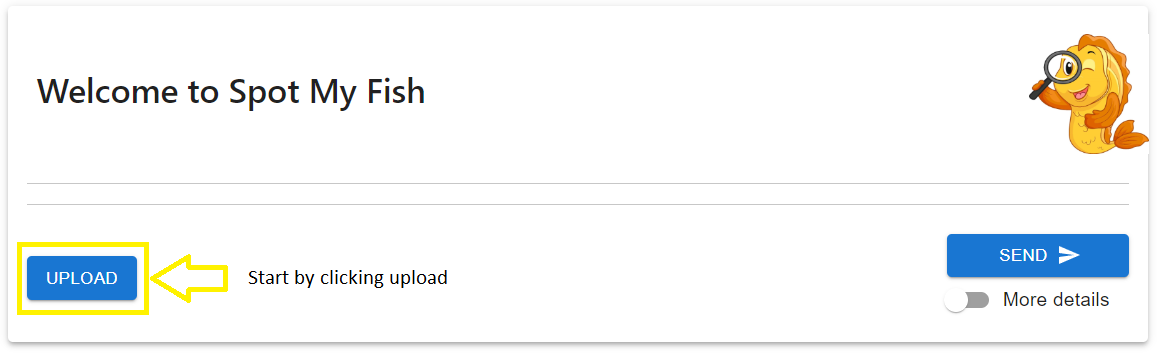 Welcome to Spot My Fish
UPLOAD
Start by clicking upload
SEND
More details